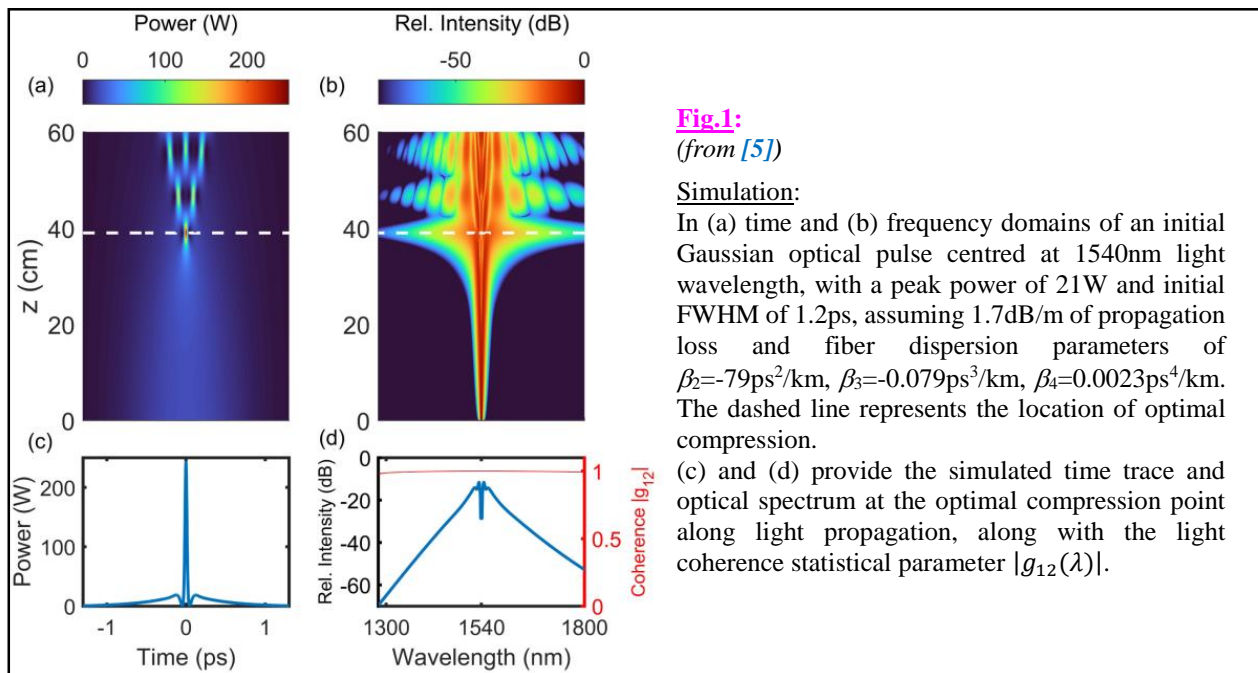 Power (W)
0 100 200
(a)
60
40
20
0
z (cm)
Rel. Intensity (dB)
-50 0
(b)
60
40
20
0
(c)
200
100
0
Power (W)
-1 0 1
Time (ps)
(d)
0
-20
-40
-60
Rel. Intensity (dB)
1
0.5
0
Coherence |g12|
1300 1540 1800
Wavelength (nm)
Fig.1:
(from [5])
Simulation:
In (a) time and (b) frequency domains of an initial
Gaussian optical pulse centred at 1540nm light
wavelength, with a peak power of 21W and initial
FWHM of 1.2ps, assuming 1.7dB/m of propagation
loss and fiber dispersion parameters of
β2=-79ps²/km, β3=-0.079ps³/km, β4=0.0023ps⁴/km.
The dashed line represents the location of optimal
compression.
(c) and (d) provide the simulated time trace and
optical spectrum at the optimal compression point
along light propagation, along with the light
coherence statistical parameter |g12(λ)|.